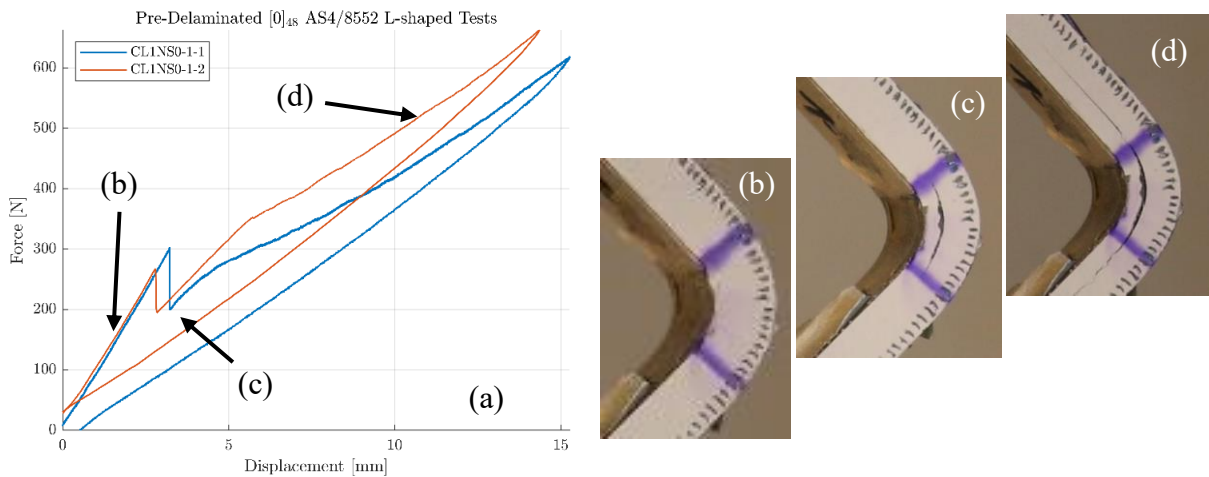 Pre-Delaminated [0]₄₈ AS4/8552 L-shaped Tests
CL1NS0-1-1
CL1NS0-1-2
Force [N]
600
500
400
300
200
100
0
0
5
10
15
Displacement [mm]
(a)
(b)
(c)
(d)
(b)
(c)
(d)